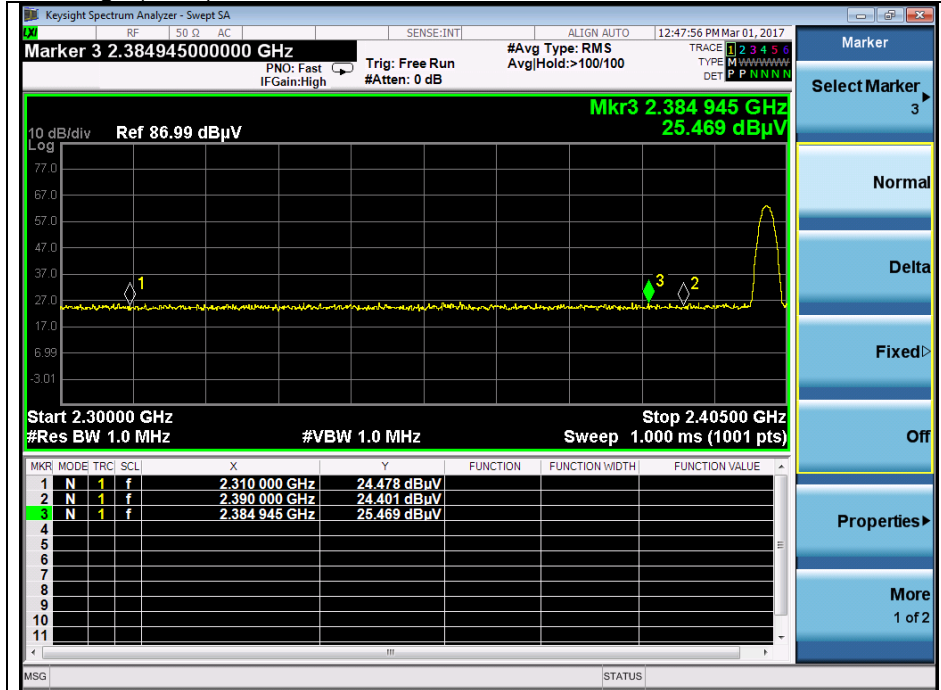 Keysight Spectrum Analyzer - Swept SA
LXI RF 50 Ω AC SENSE:INT ALIGN AUTO 12:47:56 PM Mar 01, 2017
Marker 3 2.384945000000 GHz
PNO: Fast
IFGain:High
Trig: Free Run
#Atten: 0 dB
#Avg Type: RMS
Avg|Hold:>100/100
TRACE 1 2 3 4 5 6
TYPE M WWWWW
DET P P N N N N
Mkr3 2.384 945 GHz
25.469 dBµV
10 dB/div Ref 86.99 dBµV
Log
77.0
67.0
57.0
47.0
37.0
27.0
17.0
6.99
-3.01
1
3
2
Start 2.30000 GHz Stop 2.40500 GHz
#Res BW 1.0 MHz #VBW 1.0 MHz Sweep 1.000 ms (1001 pts)
MKR MODE TRC SCL X Y FUNCTION FUNCTION WIDTH FUNCTION VALUE
1 N 1 f 2.310 000 GHz 24.478 dBµV
2 N 1 f 2.390 000 GHz 24.401 dBµV
3 N 1 f 2.384 945 GHz 25.469 dBµV
4
5
6
7
8
9
10
11
MSG STATUS
Marker
Select Marker
3
Normal
Delta
Fixed
Off
Properties
More
1 of 2